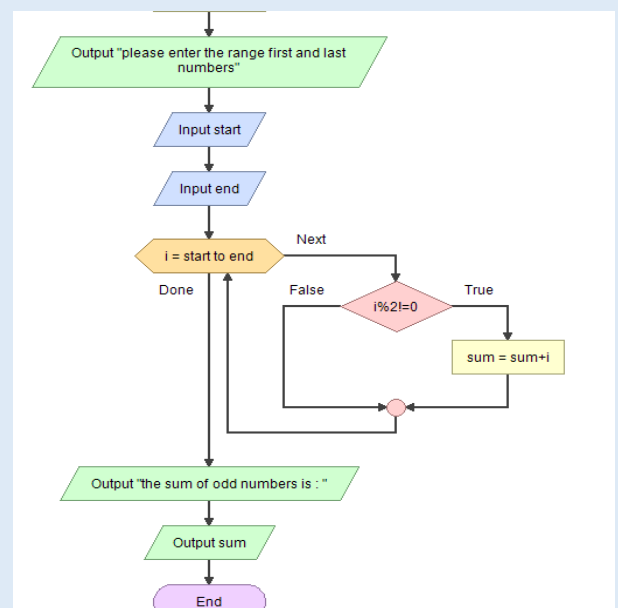 Output "please enter the range first and last
numbers"
Input start
Input end
i = start to end
Next
Done
False
True
i%2!=0
sum = sum+i
Output "the sum of odd numbers is : "
Output sum
End